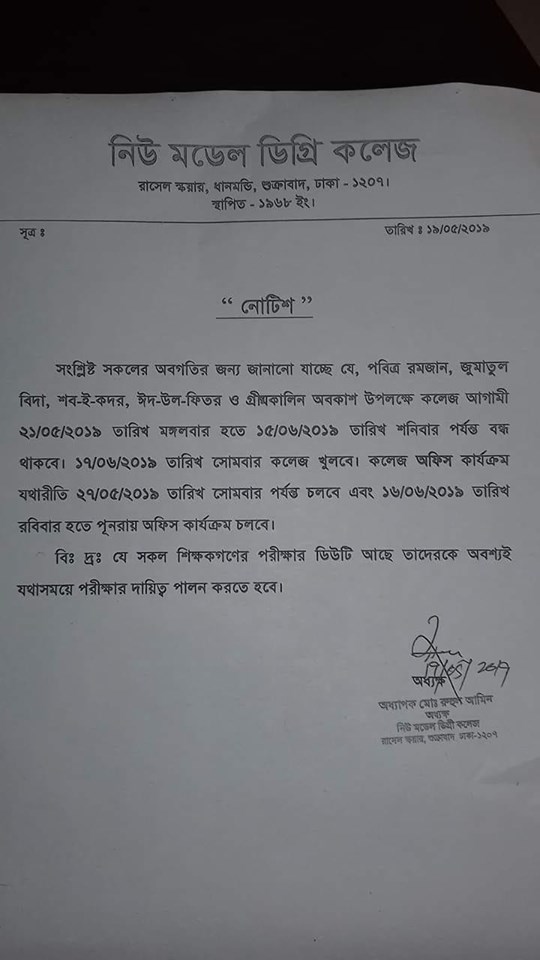 নিউ মডেল ডিগ্রি কলেজ
রাসেল স্কয়ার, ধানমন্ডি, শুক্রাবাদ, ঢাকা - ১২০৭।
স্থাপিত - ১৯৬৮ ইং।
সূত্র ঃ তারিখ ঃ ১৯/০৫/২০১৯
“ নোটিশ ”
সংশ্লিষ্ট সকলের অবগতির জন্য জানানো যাচ্ছে যে, পবিত্র রমজান, জুমাতুল
বিদা, শব-ই-কদর, ঈদ-উল-ফিতর ও গ্রীষ্মকালিন অবকাশ উপলক্ষে কলেজ আগামী
২১/০৫/২০১৯ তারিখ মঙ্গলবার হতে ১৫/০৬/২০১৯ তারিখ শনিবার পর্যন্ত বন্ধ
থাকবে। ১৭/০৬/২০১৯ তারিখ সোমবার কলেজ খুলবে। কলেজ অফিস কার্যক্রম
যথারীতি ২৭/০৫/২০১৯ তারিখ সোমবার পর্যন্ত চলবে এবং ১৬/০৬/২০১৯ তারিখ
রবিবার হতে পূনরায় অফিস কার্যক্রম চলবে।
বিঃ দ্রঃ যে সকল শিক্ষকগণের পরীক্ষার ডিউটি আছে তাদেরকে অবশ্যই
যথাসময়ে পরীক্ষার দায়িত্ব পালন করতে হবে।
19/05/2019
অধ্যক্ষ
অধ্যাপক মোঃ রুহুল আমিন
অধ্যক্ষ
নিউ মডেল ডিগ্রী কলেজ
রাসেল স্কয়ার, শুক্রাবাদ ঢাকা-১২০৭